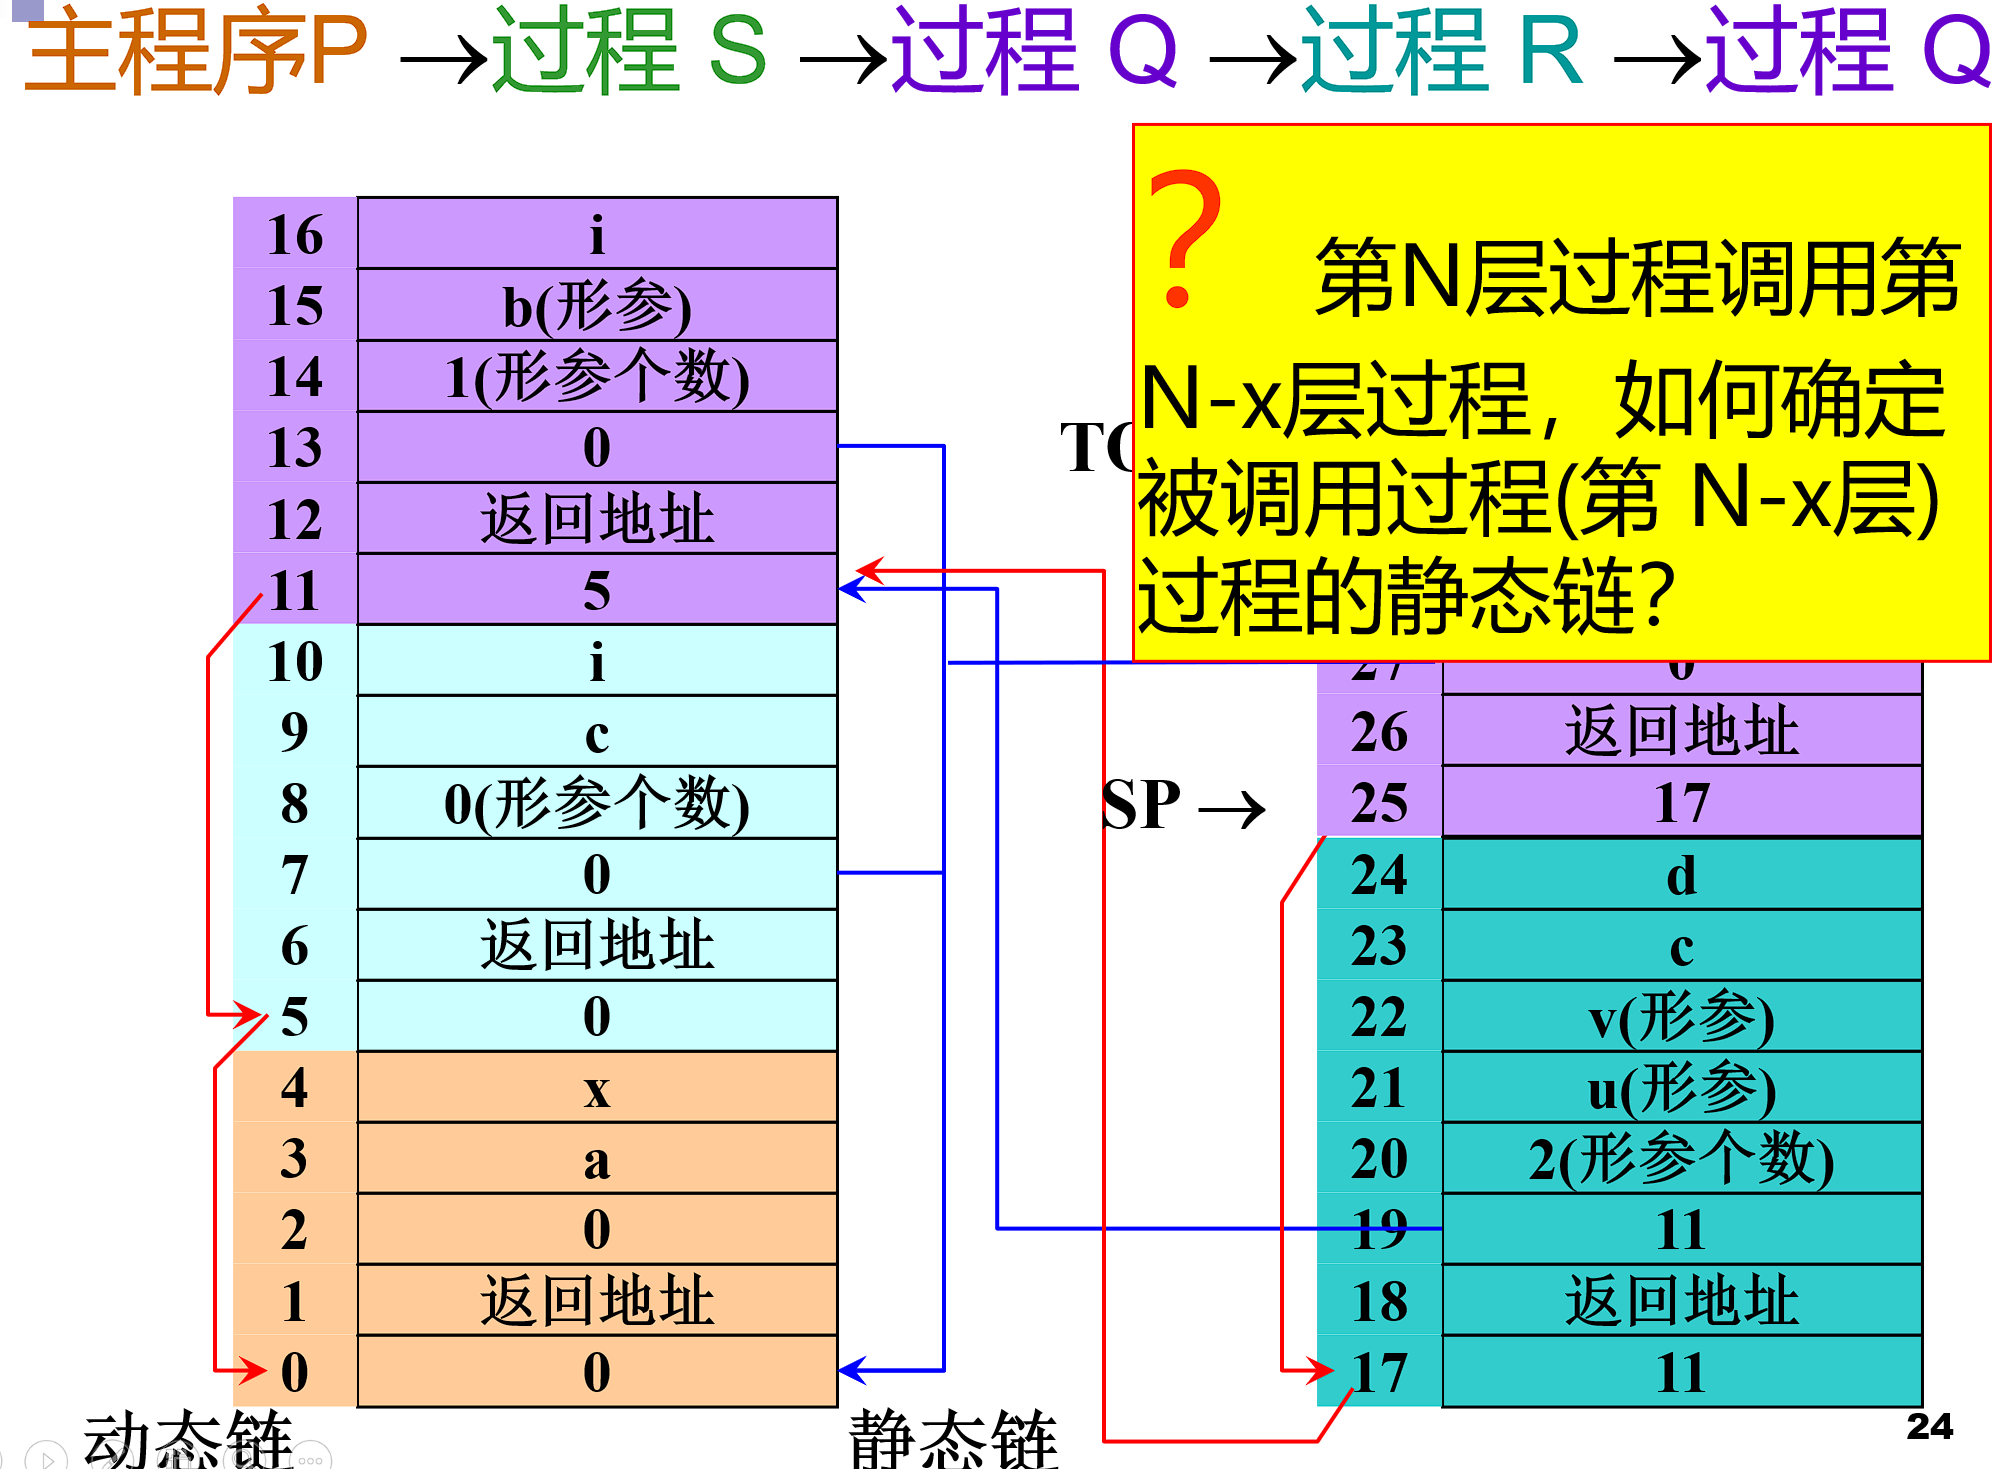 主程序P →过程 S →过程 Q →过程 R →过程 Q
? 第N层过程调用第
N-x层过程，如何确定
被调用过程(第 N-x层)
过程的静态链？
16 i
15 b(形参)
14 1(形参个数)
13 0
12 返回地址
11 5
10 i
9 c
8 0(形参个数)
7 0
6 返回地址
5 0
4 x
3 a
2 0
1 返回地址
0 0
动态链
静态链
SP →
27 0
26 返回地址
25 17
24 d
23 c
22 v(形参)
21 u(形参)
20 2(形参个数)
19 11
18 返回地址
17 11
24